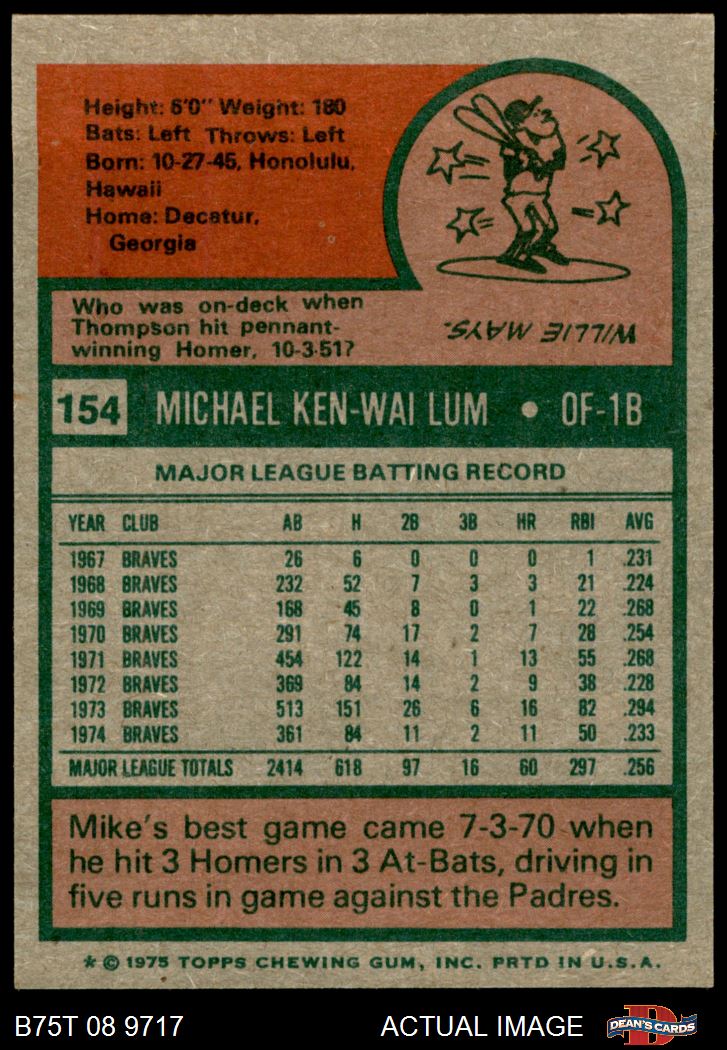 Height: 6'0" Weight: 180
Bats: Left Throws: Left
Born: 10-27-45, Honolulu,
Hawaii
Home: Decatur,
Georgia
Who was on-deck when
Thompson hit pennant-
winning Homer, 10-3-51?
WILLIE MAYS.
154 MICHAEL KEN-WAI LUM • OF-1B
MAJOR LEAGUE BATTING RECORD
YEAR CLUB AB H 2B 3B HR RBI AVG
1967 BRAVES 26 6 0 0 0 1 .231
1968 BRAVES 232 52 7 3 3 21 .224
1969 BRAVES 168 45 8 0 1 22 .268
1970 BRAVES 291 74 17 2 7 28 .254
1971 BRAVES 454 122 14 1 13 55 .268
1972 BRAVES 369 84 14 2 9 38 .228
1973 BRAVES 513 151 26 6 16 82 .294
1974 BRAVES 361 84 11 2 11 50 .233
MAJOR LEAGUE TOTALS 2414 618 97 16 60 297 .256
Mike's best game came 7-3-70 when
he hit 3 Homers in 3 At-Bats, driving in
five runs in game against the Padres.
* © 1975 TOPPS CHEWING GUM, INC. PRTD IN U.S.A.
B75T 08 9717 ACTUAL IMAGE DEAN'S CARDS